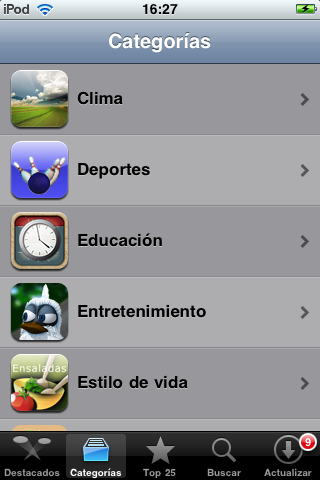 iPod 16:27
Categorías
Clima
Deportes
Educación
Entretenimiento
Ensaladas
Estilo de vida
9
Destacados Categorías Top 25 Buscar Actualizar